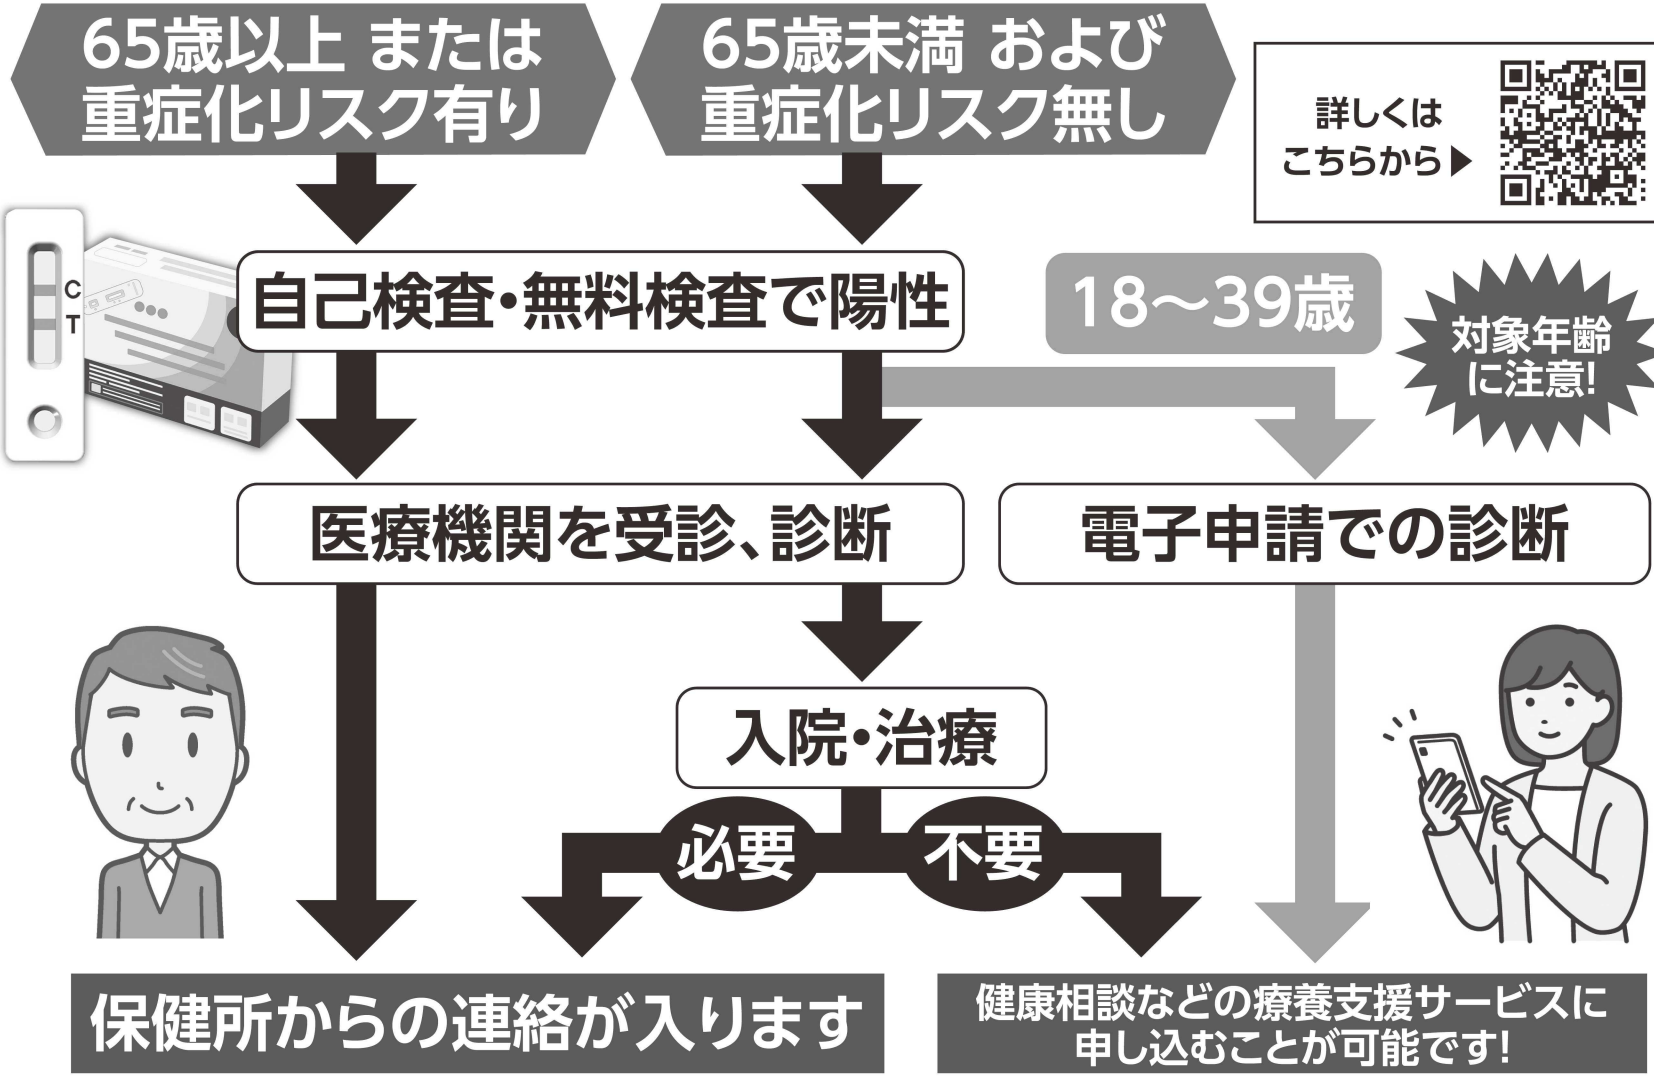 65歳以上 または
重症化リスク有り
65歳未満 および
重症化リスク無し
詳しくは
こちらから▶
C
T
自己検査・無料検査で陽性
18～39歳
対象年齢
に注意!
医療機関を受診、診断
電子申請での診断
入院・治療
必要
不要
保健所からの連絡が入ります
健康相談などの療養支援サービスに
申し込むことが可能です!